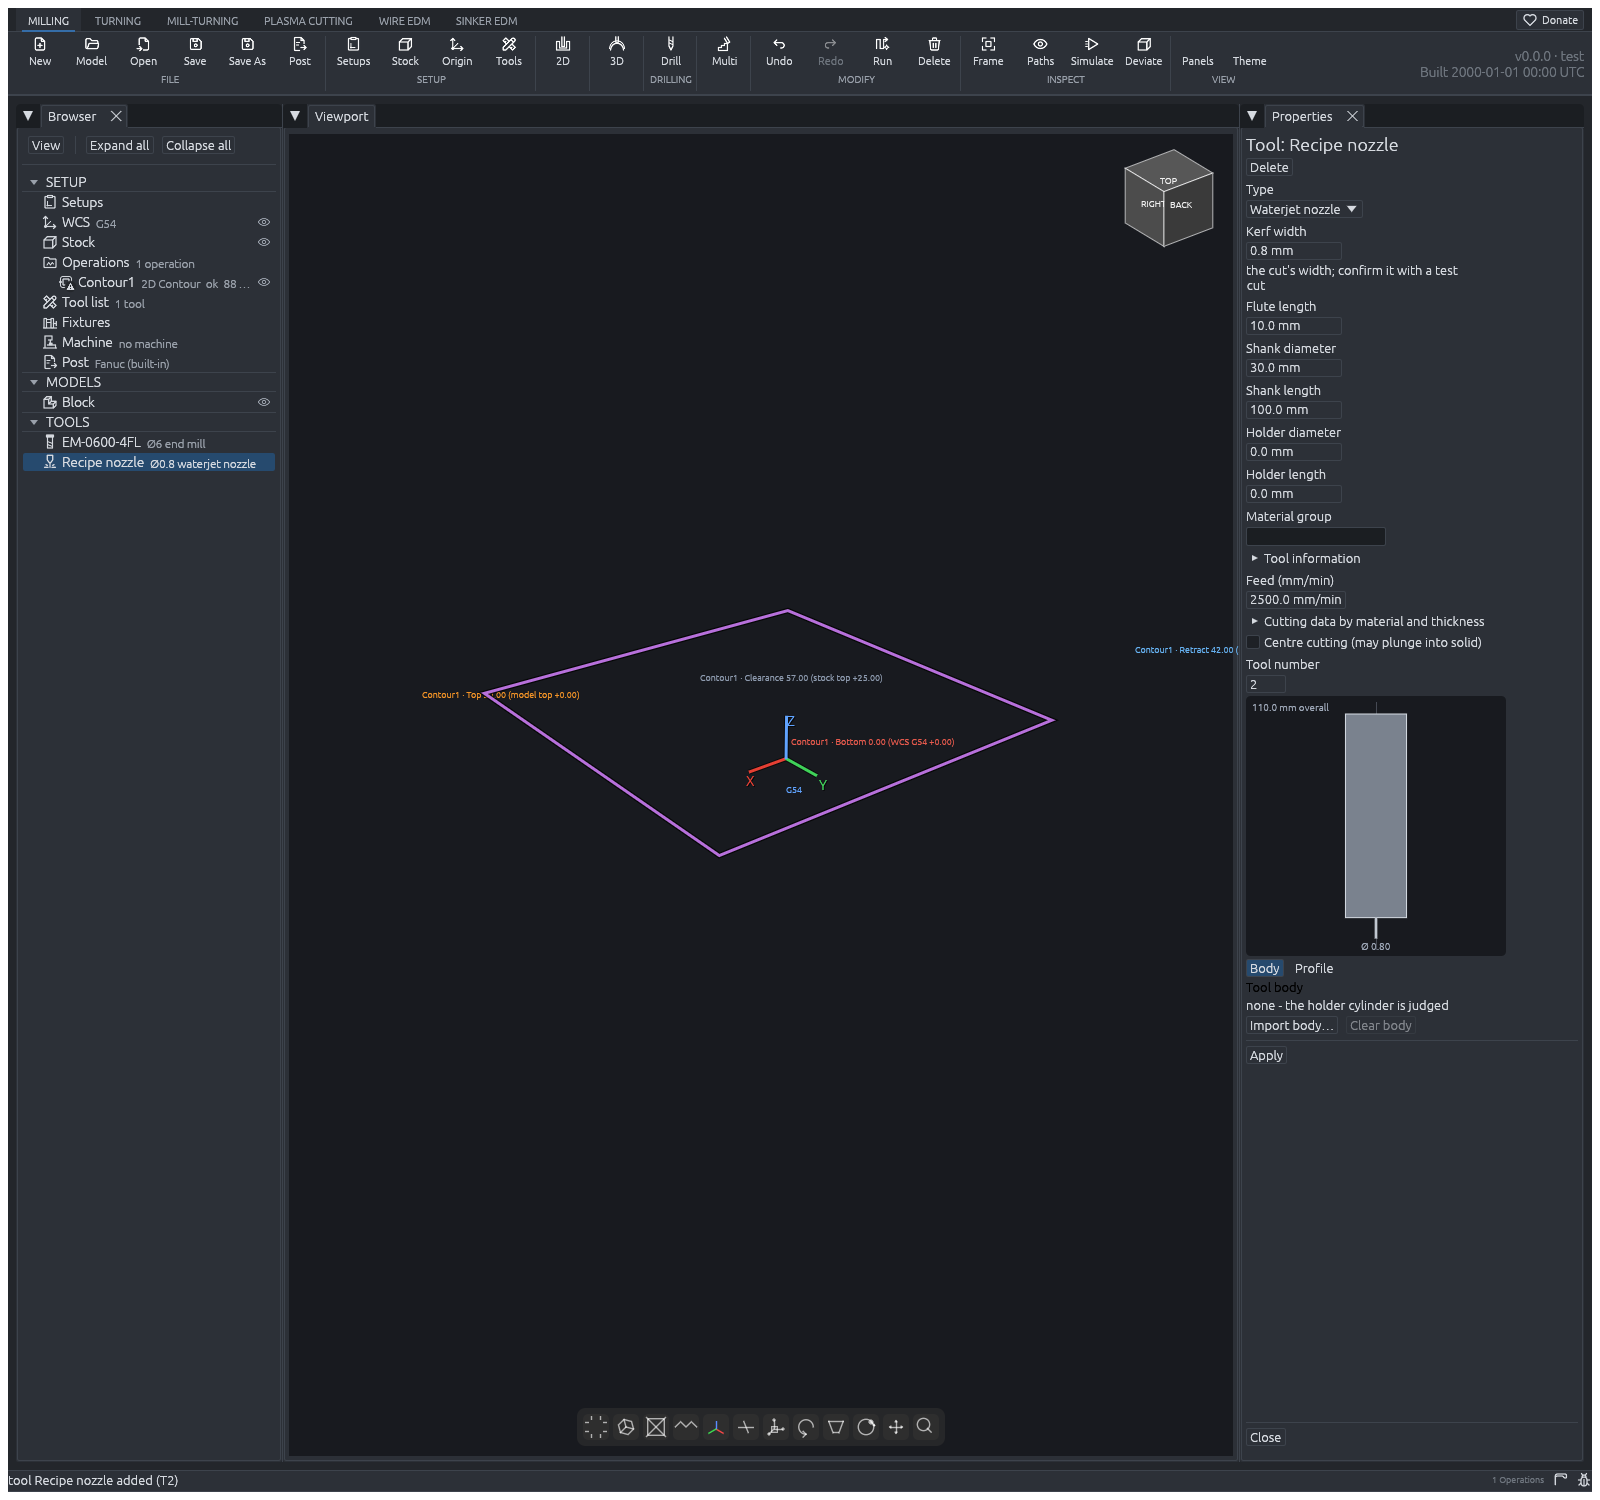 MILLING TURNING MILL-TURNING PLASMA CUTTING WIRE EDM SINKER EDM Donate
New Model Open Save Save As Post Setups Stock Origin Tools 2D 3D Drill Multi Undo Redo Run Delete Frame Paths Simulate Deviate Panels Theme
FILE SETUP DRILLING MODIFY INSPECT VIEW
v0.0.0 · test
Built 2000-01-01 00:00 UTC
Browser
View Expand all Collapse all
SETUP
Setups
WCS G54
Stock
Operations 1 operation
Contour1 2D Contour ok 88 ...
Tool list 1 tool
Fixtures
Machine no machine
Post Fanuc (built-in)
MODELS
Block
TOOLS
EM-0600-4FL Ø6 end mill
Recipe nozzle Ø0.8 waterjet nozzle
Viewport
TOP
RIGHT BACK
Contour1 · Retract 42.00 (
Contour1 · Clearance 57.00 (stock top +25.00)
Contour1 · Top .00 (model top +0.00)
Z
Contour1 · Bottom 0.00 (WCS G54 +0.00)
X
Y
G54
Properties
Tool: Recipe nozzle
Delete
Type
Waterjet nozzle
Kerf width
0.8 mm
the cut's width; confirm it with a test
cut
Flute length
10.0 mm
Shank diameter
30.0 mm
Shank length
100.0 mm
Holder diameter
0.0 mm
Holder length
0.0 mm
Material group
Tool information
Feed (mm/min)
2500.0 mm/min
Cutting data by material and thickness
Centre cutting (may plunge into solid)
Tool number
2
110.0 mm overall
Ø 0.80
Body Profile
Tool body
none - the holder cylinder is judged
Import body... Clear body
Apply
Close
tool Recipe nozzle added (T2)
1 Operations